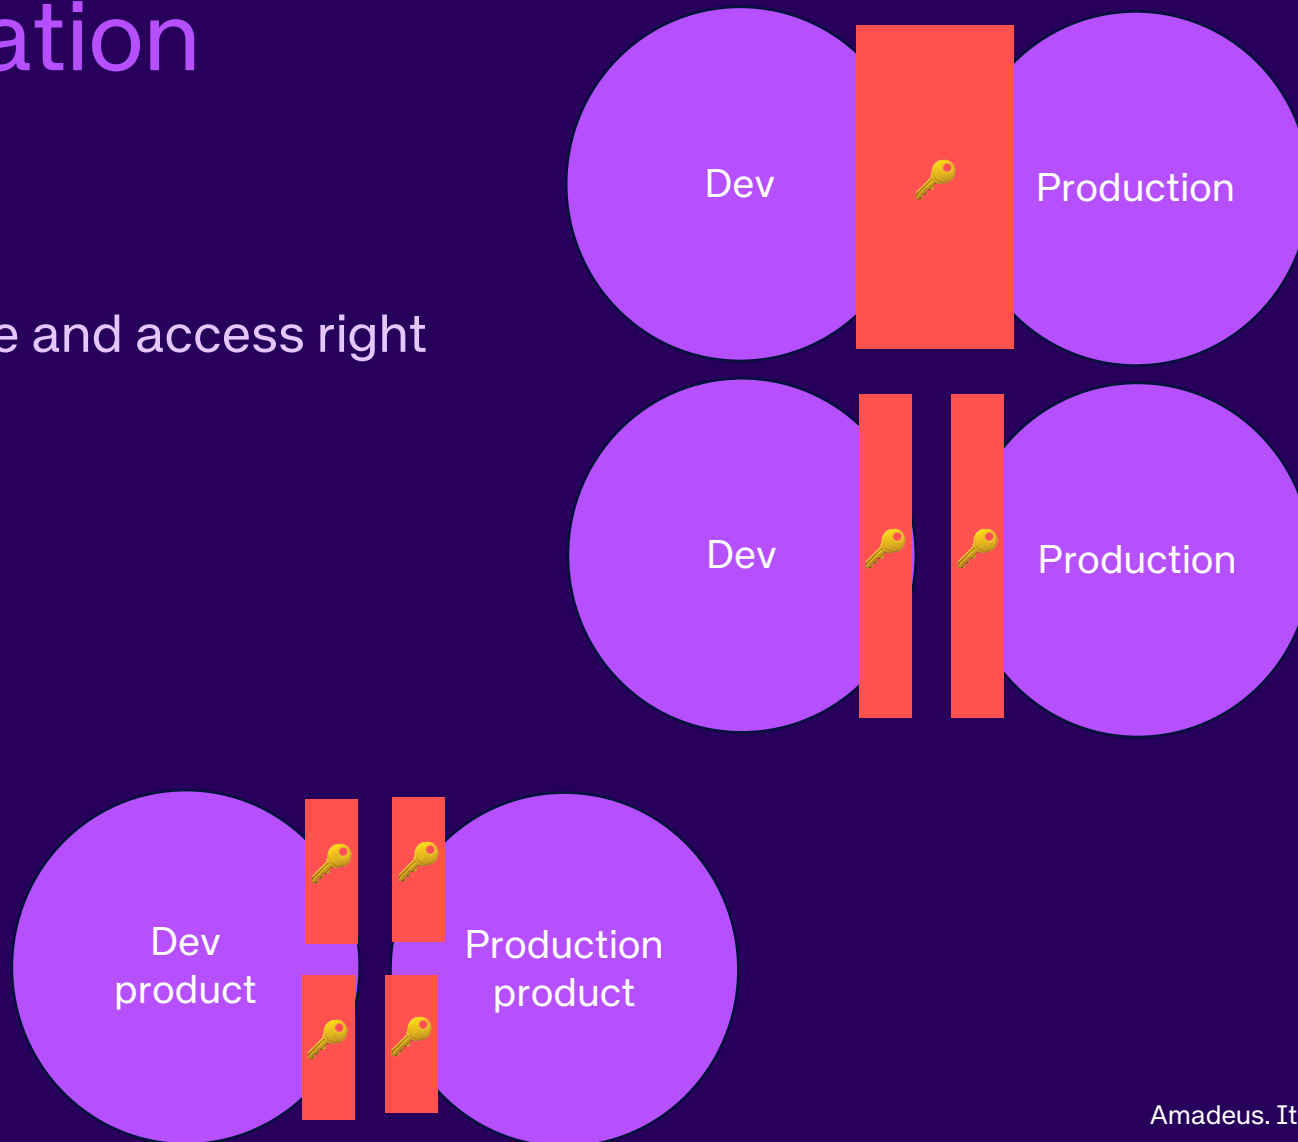 ation
Dev
Production
e and access right
Dev
Production
Dev
product
Production
product
Amadeus. It